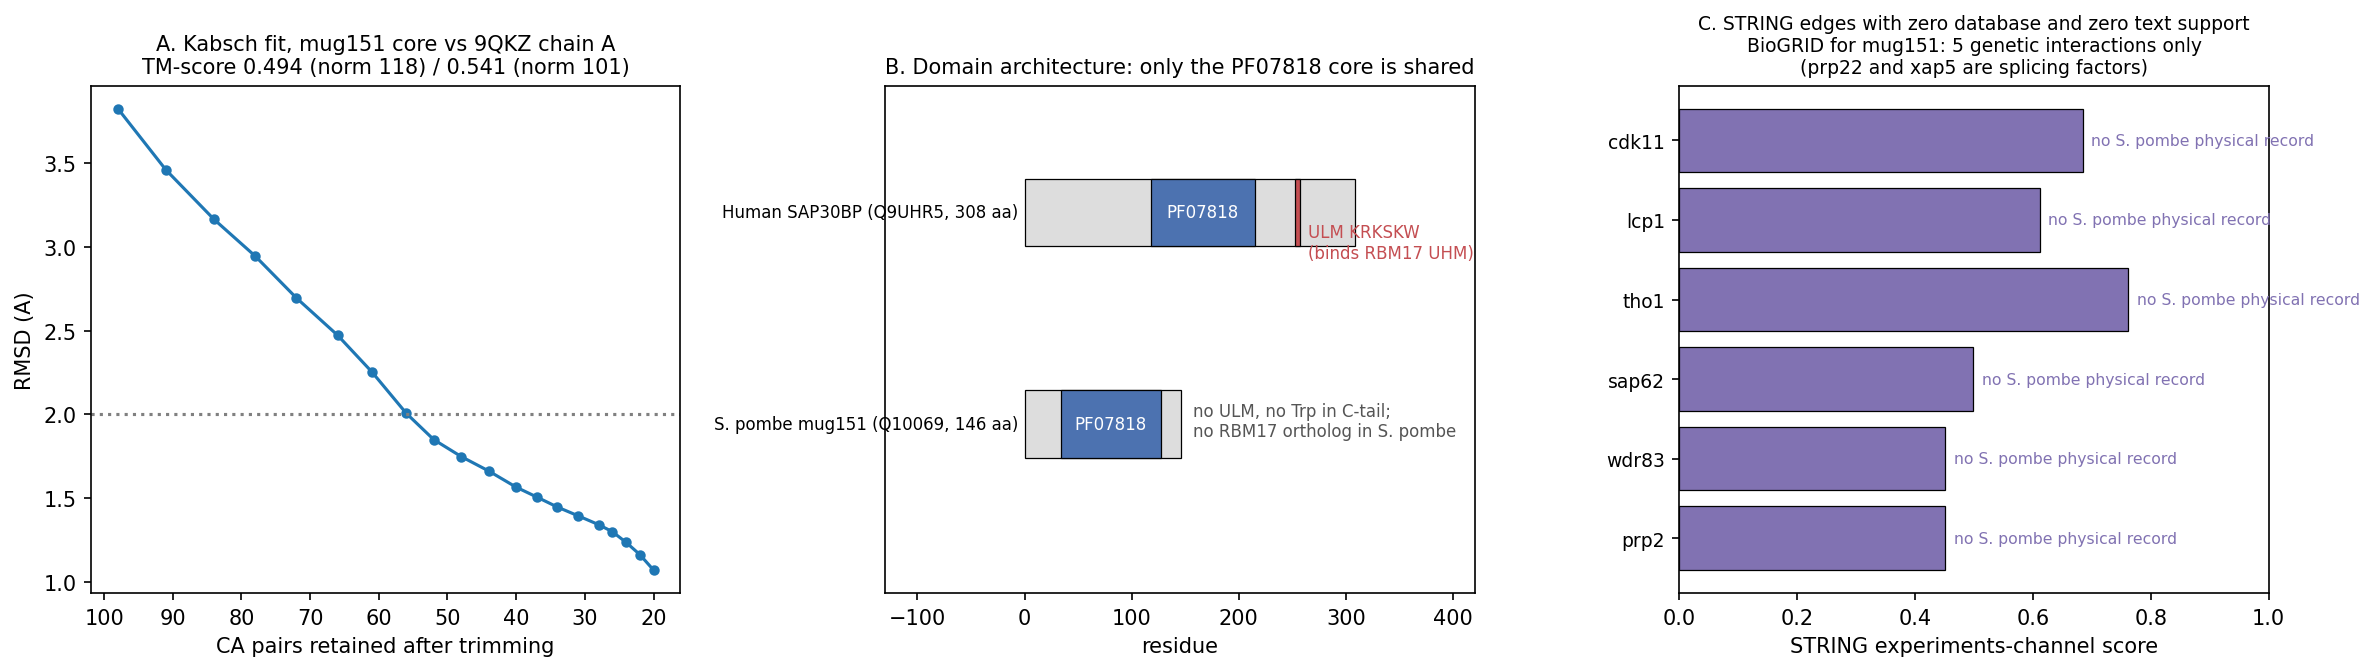 A. Kabsch fit, mug151 core vs 9QKZ chain A
TM-score 0.494 (norm 118) / 0.541 (norm 101)
RMSD (A)
3.5
3.0
2.5
2.0
1.5
1.0
100 90 80 70 60 50 40 30 20
CA pairs retained after trimming
B. Domain architecture: only the PF07818 core is shared
Human SAP30BP (Q9UHR5, 308 aa)
PF07818
ULM KRKSKW
(binds RBM17 UHM)
S. pombe mug151 (Q10069, 146 aa)
PF07818
no ULM, no Trp in C-tail;
no RBM17 ortholog in S. pombe
−100 0 100 200 300 400
residue
C. STRING edges with zero database and zero text support
BioGRID for mug151: 5 genetic interactions only
(prp22 and xap5 are splicing factors)
cdk11 no S. pombe physical record
lcp1 no S. pombe physical record
tho1 no S. pombe physical record
sap62 no S. pombe physical record
wdr83 no S. pombe physical record
prp2 no S. pombe physical record
0.0 0.2 0.4 0.6 0.8 1.0
STRING experiments-channel score